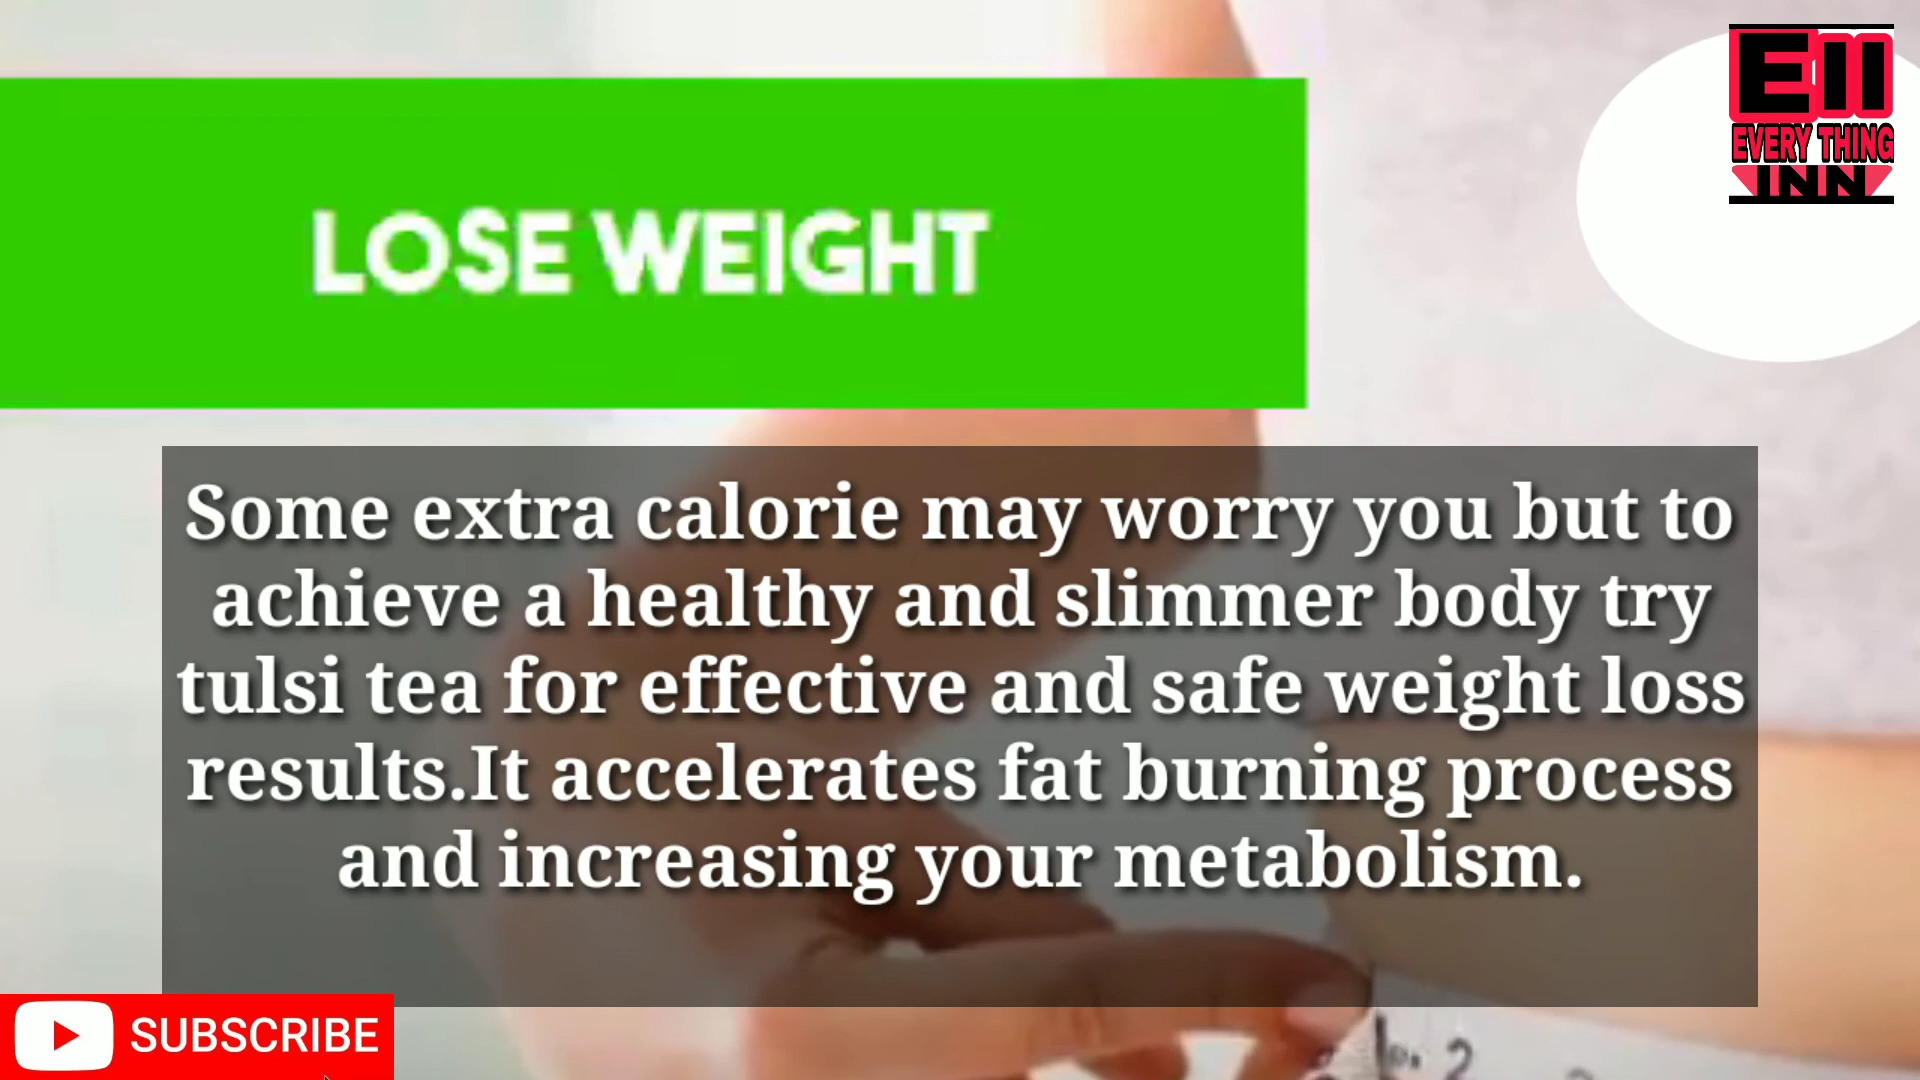 EII
EVERY THING
INN
LOSE WEIGHT
Some extra calorie may worry you but to
achieve a healthy and slimmer body try
tulsi tea for effective and safe weight loss
results.It accelerates fat burning process
and increasing your metabolism.
SUBSCRIBE